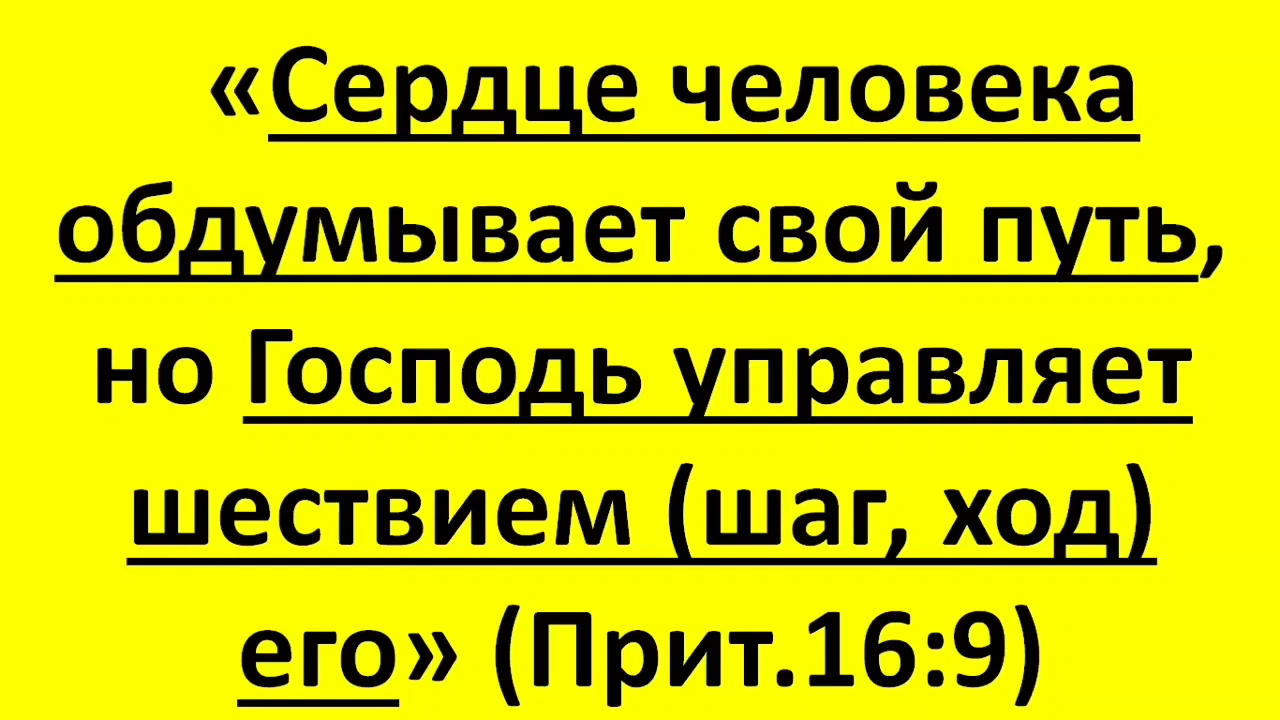 «Сердце человека
обдумывает свой путь,
но Господь управляет
шествием (шаг, ход)
его» (Прит.16:9)